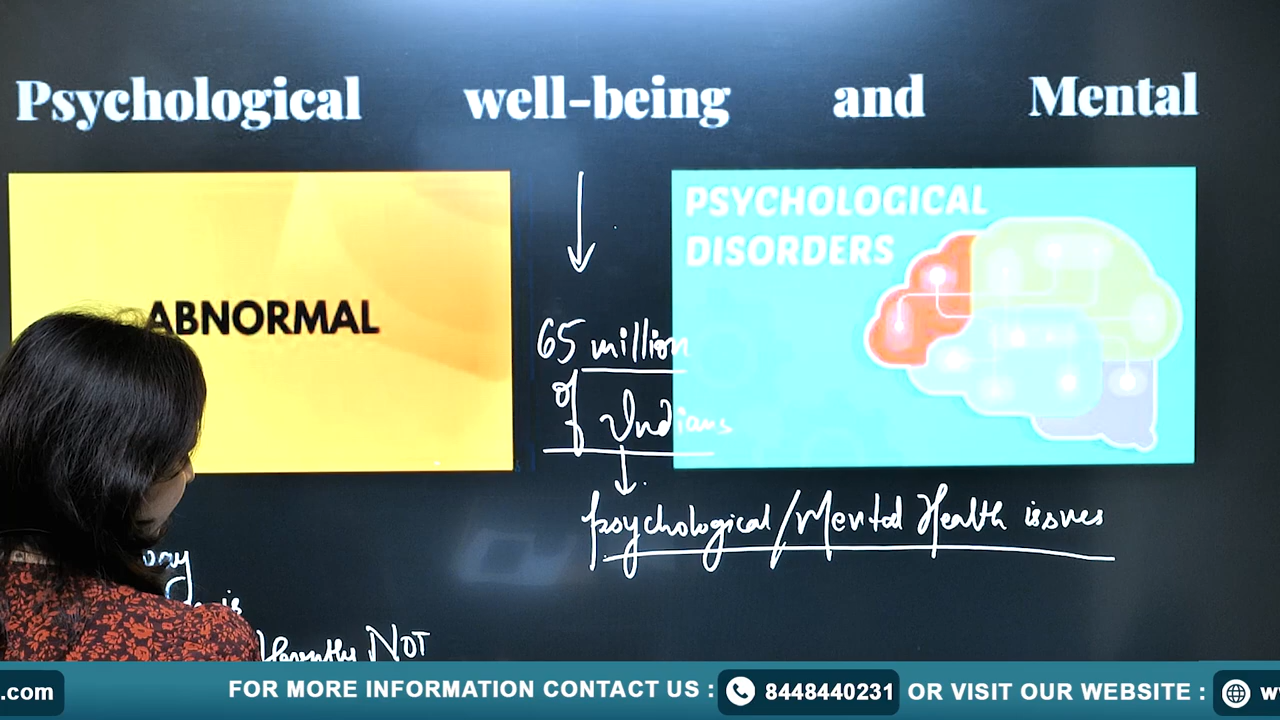 Psychological well-being and Mental
ABNORMAL
PSYCHOLOGICAL
DISORDERS
65 million
of Indians
psychological/Mental Health issues
is
NOT
.com FOR MORE INFORMATION CONTACT US : 8448440231 OR VISIT OUR WEBSITE :